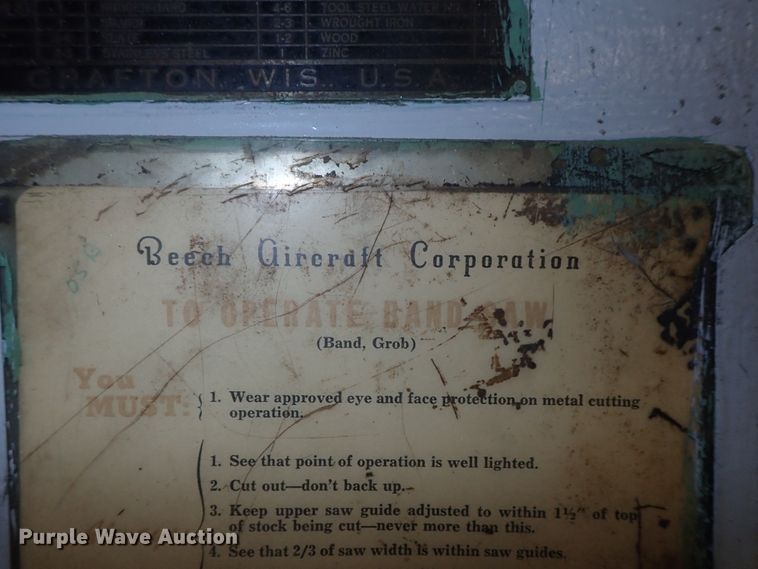 4-6 TOOL STEEL WATER
2-3 WROUGHT IRON
1-2 WOOD
STEEL 1 ZINC
GRAFTON, WIS. U.S.A.
Beech Aircraft Corporation
TO OPERATE BAND SAW
(Band, Grob)
You
MUST:
1. Wear approved eye and face protection on metal cutting
operation.
1. See that point of operation is well lighted.
2. Cut out—don't back up.
3. Keep upper saw guide adjusted to within 1½" of top
of stock being cut—never more than this.
4. See that 2/3 of saw width is within saw guides.
Purple Wave Auction